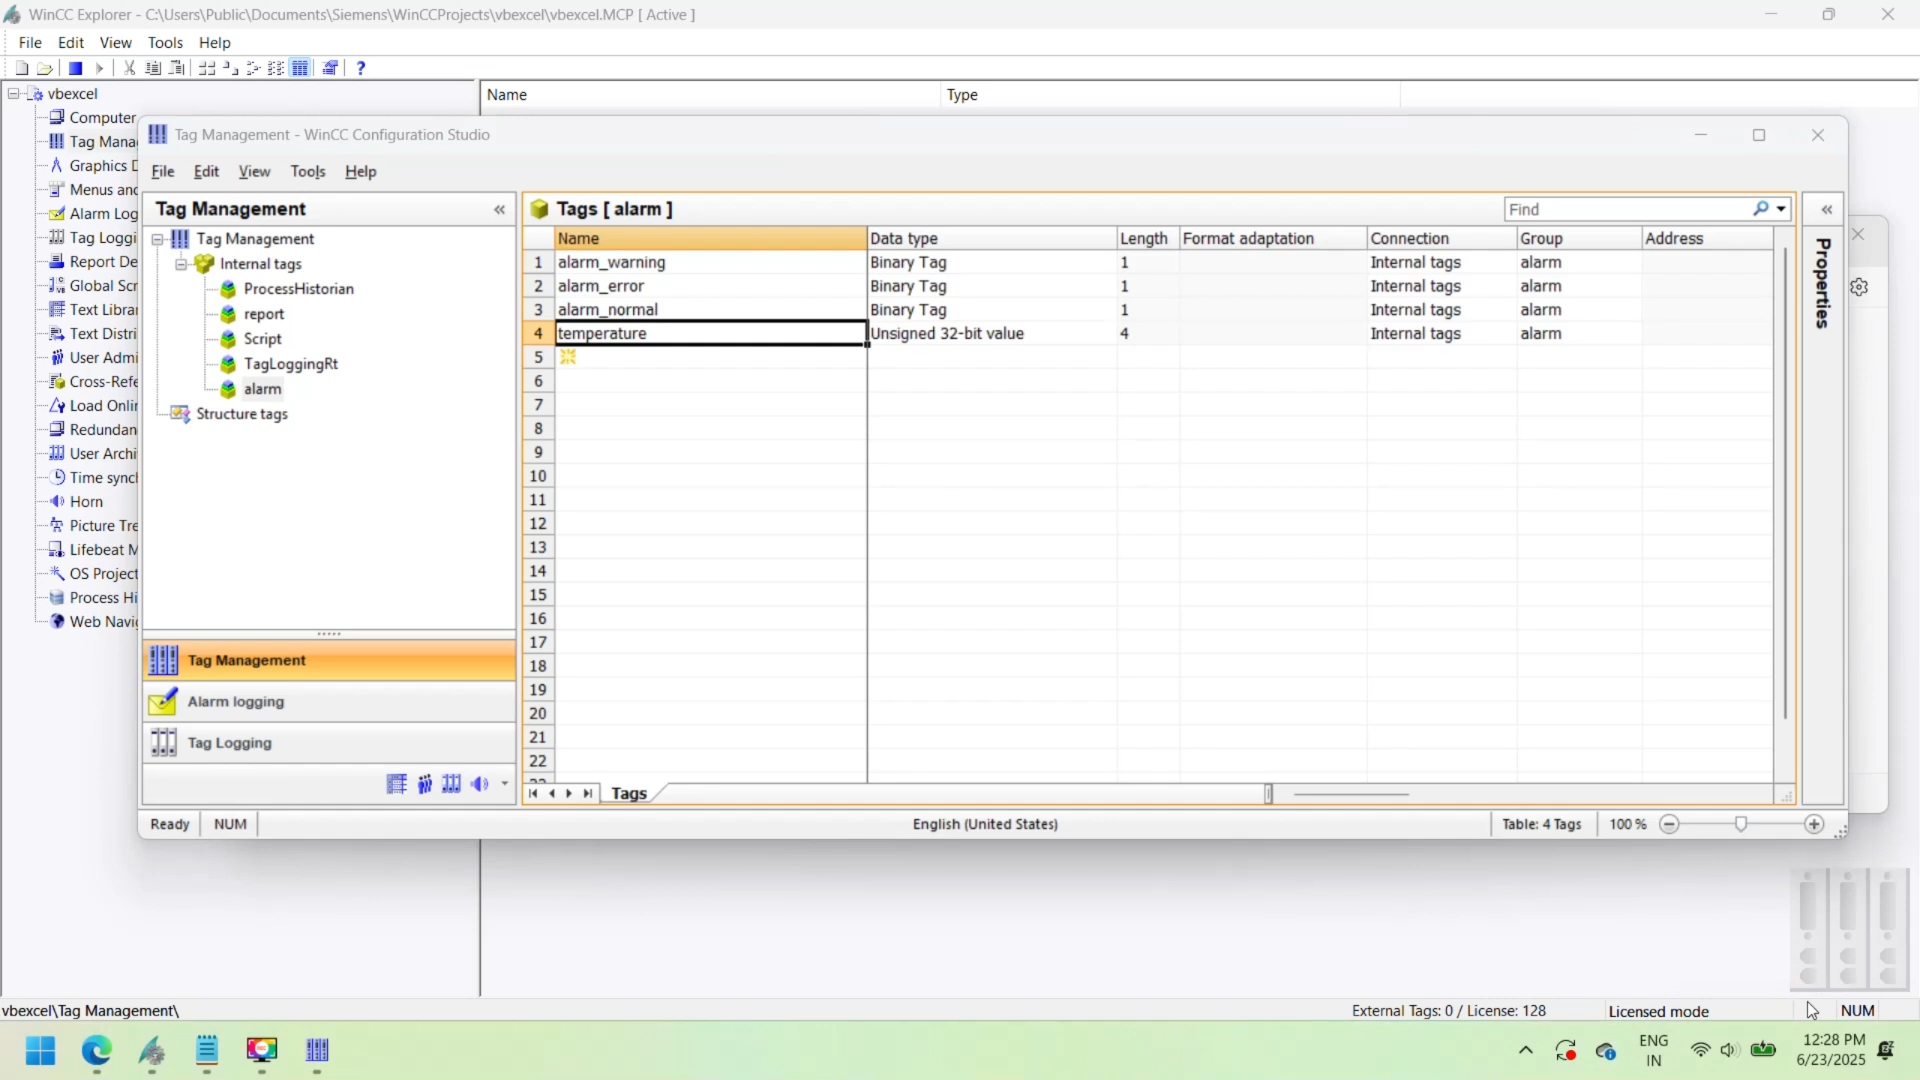 WinCC Explorer - C:\Users\Public\Documents\Siemens\WinCCProjects\vbexcel\vbexcel.MCP [ Active ]
File Edit View Tools Help
vbexcel
Name Type
Computer
Tag Mana
Graphics D
Menus and
Alarm Log
Tag Loggi
Report De
Global Scr
Text Librar
Text Distri
User Admi
Cross-Refe
Load Onlin
Redundan
User Archi
Time sync
Horn
Picture Tre
Lifebeat M
OS Project
Process Hi
Web Navig
Tag Management - WinCC Configuration Studio
File Edit View Tools Help
Tag Management «
Tag Management
Internal tags
ProcessHistorian
report
Script
TagLoggingRt
alarm
Structure tags
Tag Management
Alarm logging
Tag Logging
Tags [ alarm ] Find «
Name Data type Length Format adaptation Connection Group Address
1 alarm_warning Binary Tag 1 Internal tags alarm
2 alarm_error Binary Tag 1 Internal tags alarm
3 alarm_normal Binary Tag 1 Internal tags alarm
4 temperature Unsigned 32-bit value 4 Internal tags alarm
5
6
7
8
9
10
11
12
13
14
15
16
17
18
19
20
21
22
Tags
Properties
Ready NUM English (United States) Table: 4 Tags 100 %
vbexcel\Tag Management\ External Tags: 0 / License: 128 Licensed mode NUM
ENG
IN
12:28 PM
6/23/2025